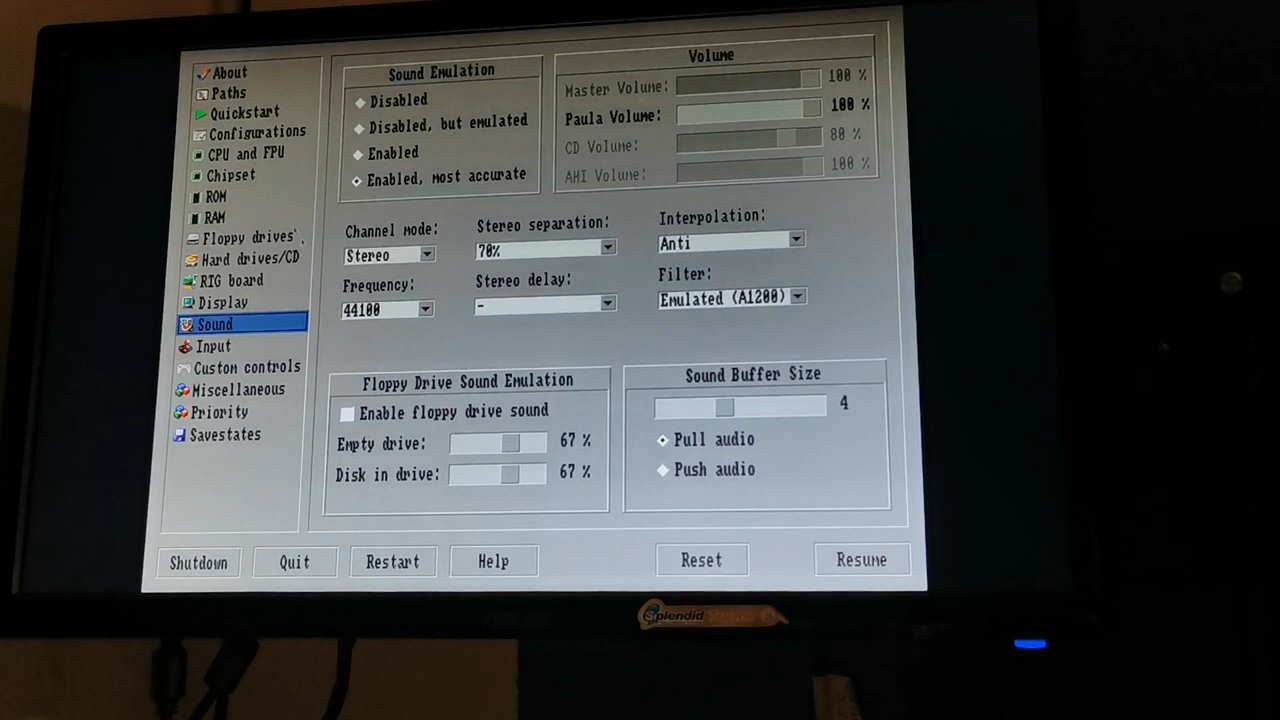 About
Paths
Quickstart
Configurations
CPU and FPU
Chipset
ROM
RAM
Floppy drives
Hard drives/CD
RTG board
Display
Sound
Input
Custom controls
Miscellaneous
Priority
Savestates
Sound Emulation
Disabled
Disabled, but emulated
Enabled
Enabled, most accurate
Volume
Master Volume: 100 %
Paula Volume: 100 %
CD Volume: 80 %
AHI Volume: 100 %
Channel mode: Stereo separation: Interpolation:
Stereo 70% Anti
Frequency: Stereo delay: Filter:
44100 - Emulated (A1200)
Floppy Drive Sound Emulation
Enable floppy drive sound
Empty drive: 67 %
Disk in drive: 67 %
Sound Buffer Size
4
Pull audio
Push audio
Shutdown Quit Restart Help Reset Resume
Splendid